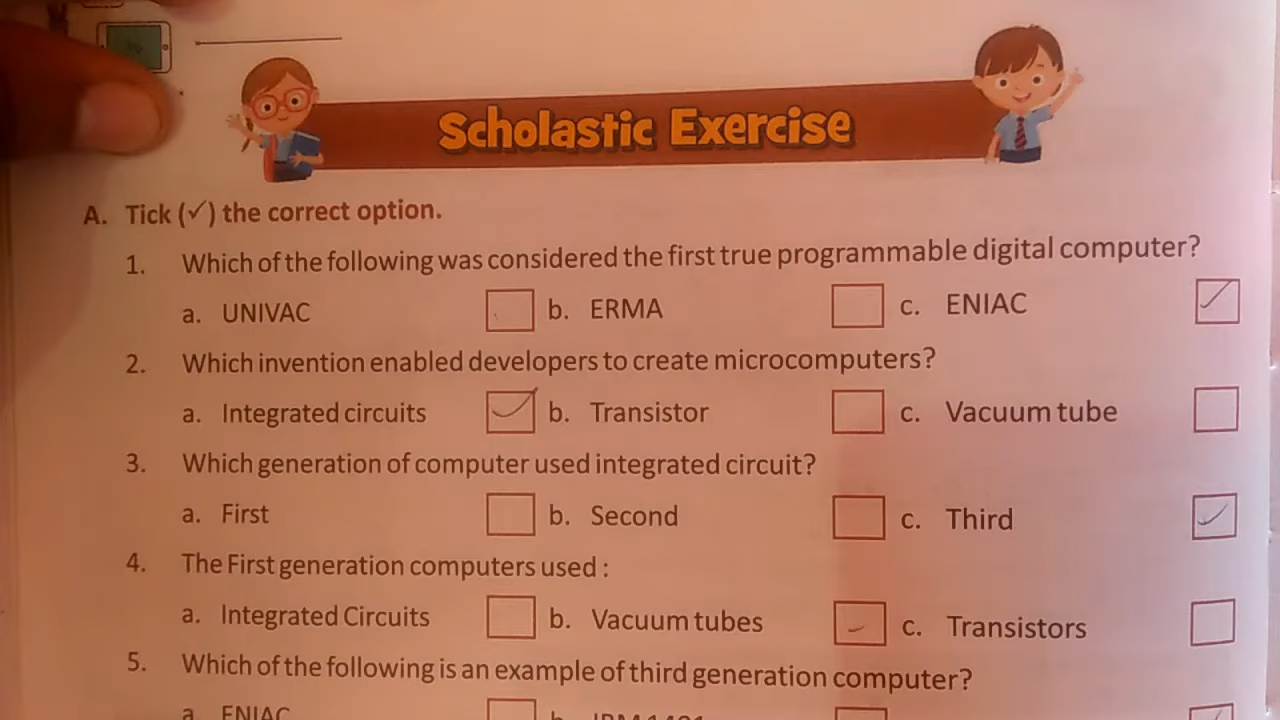 Scholastic Exercise
A. Tick (✓) the correct option.
1. Which of the following was considered the first true programmable digital computer?
a. UNIVAC b. ERMA c. ENIAC
2. Which invention enabled developers to create microcomputers?
a. Integrated circuits b. Transistor c. Vacuum tube
3. Which generation of computer used integrated circuit?
a. First b. Second c. Third
4. The First generation computers used :
a. Integrated Circuits b. Vacuum tubes c. Transistors
5. Which of the following is an example of third generation computer?
a. ENIAC b. IBM 1401